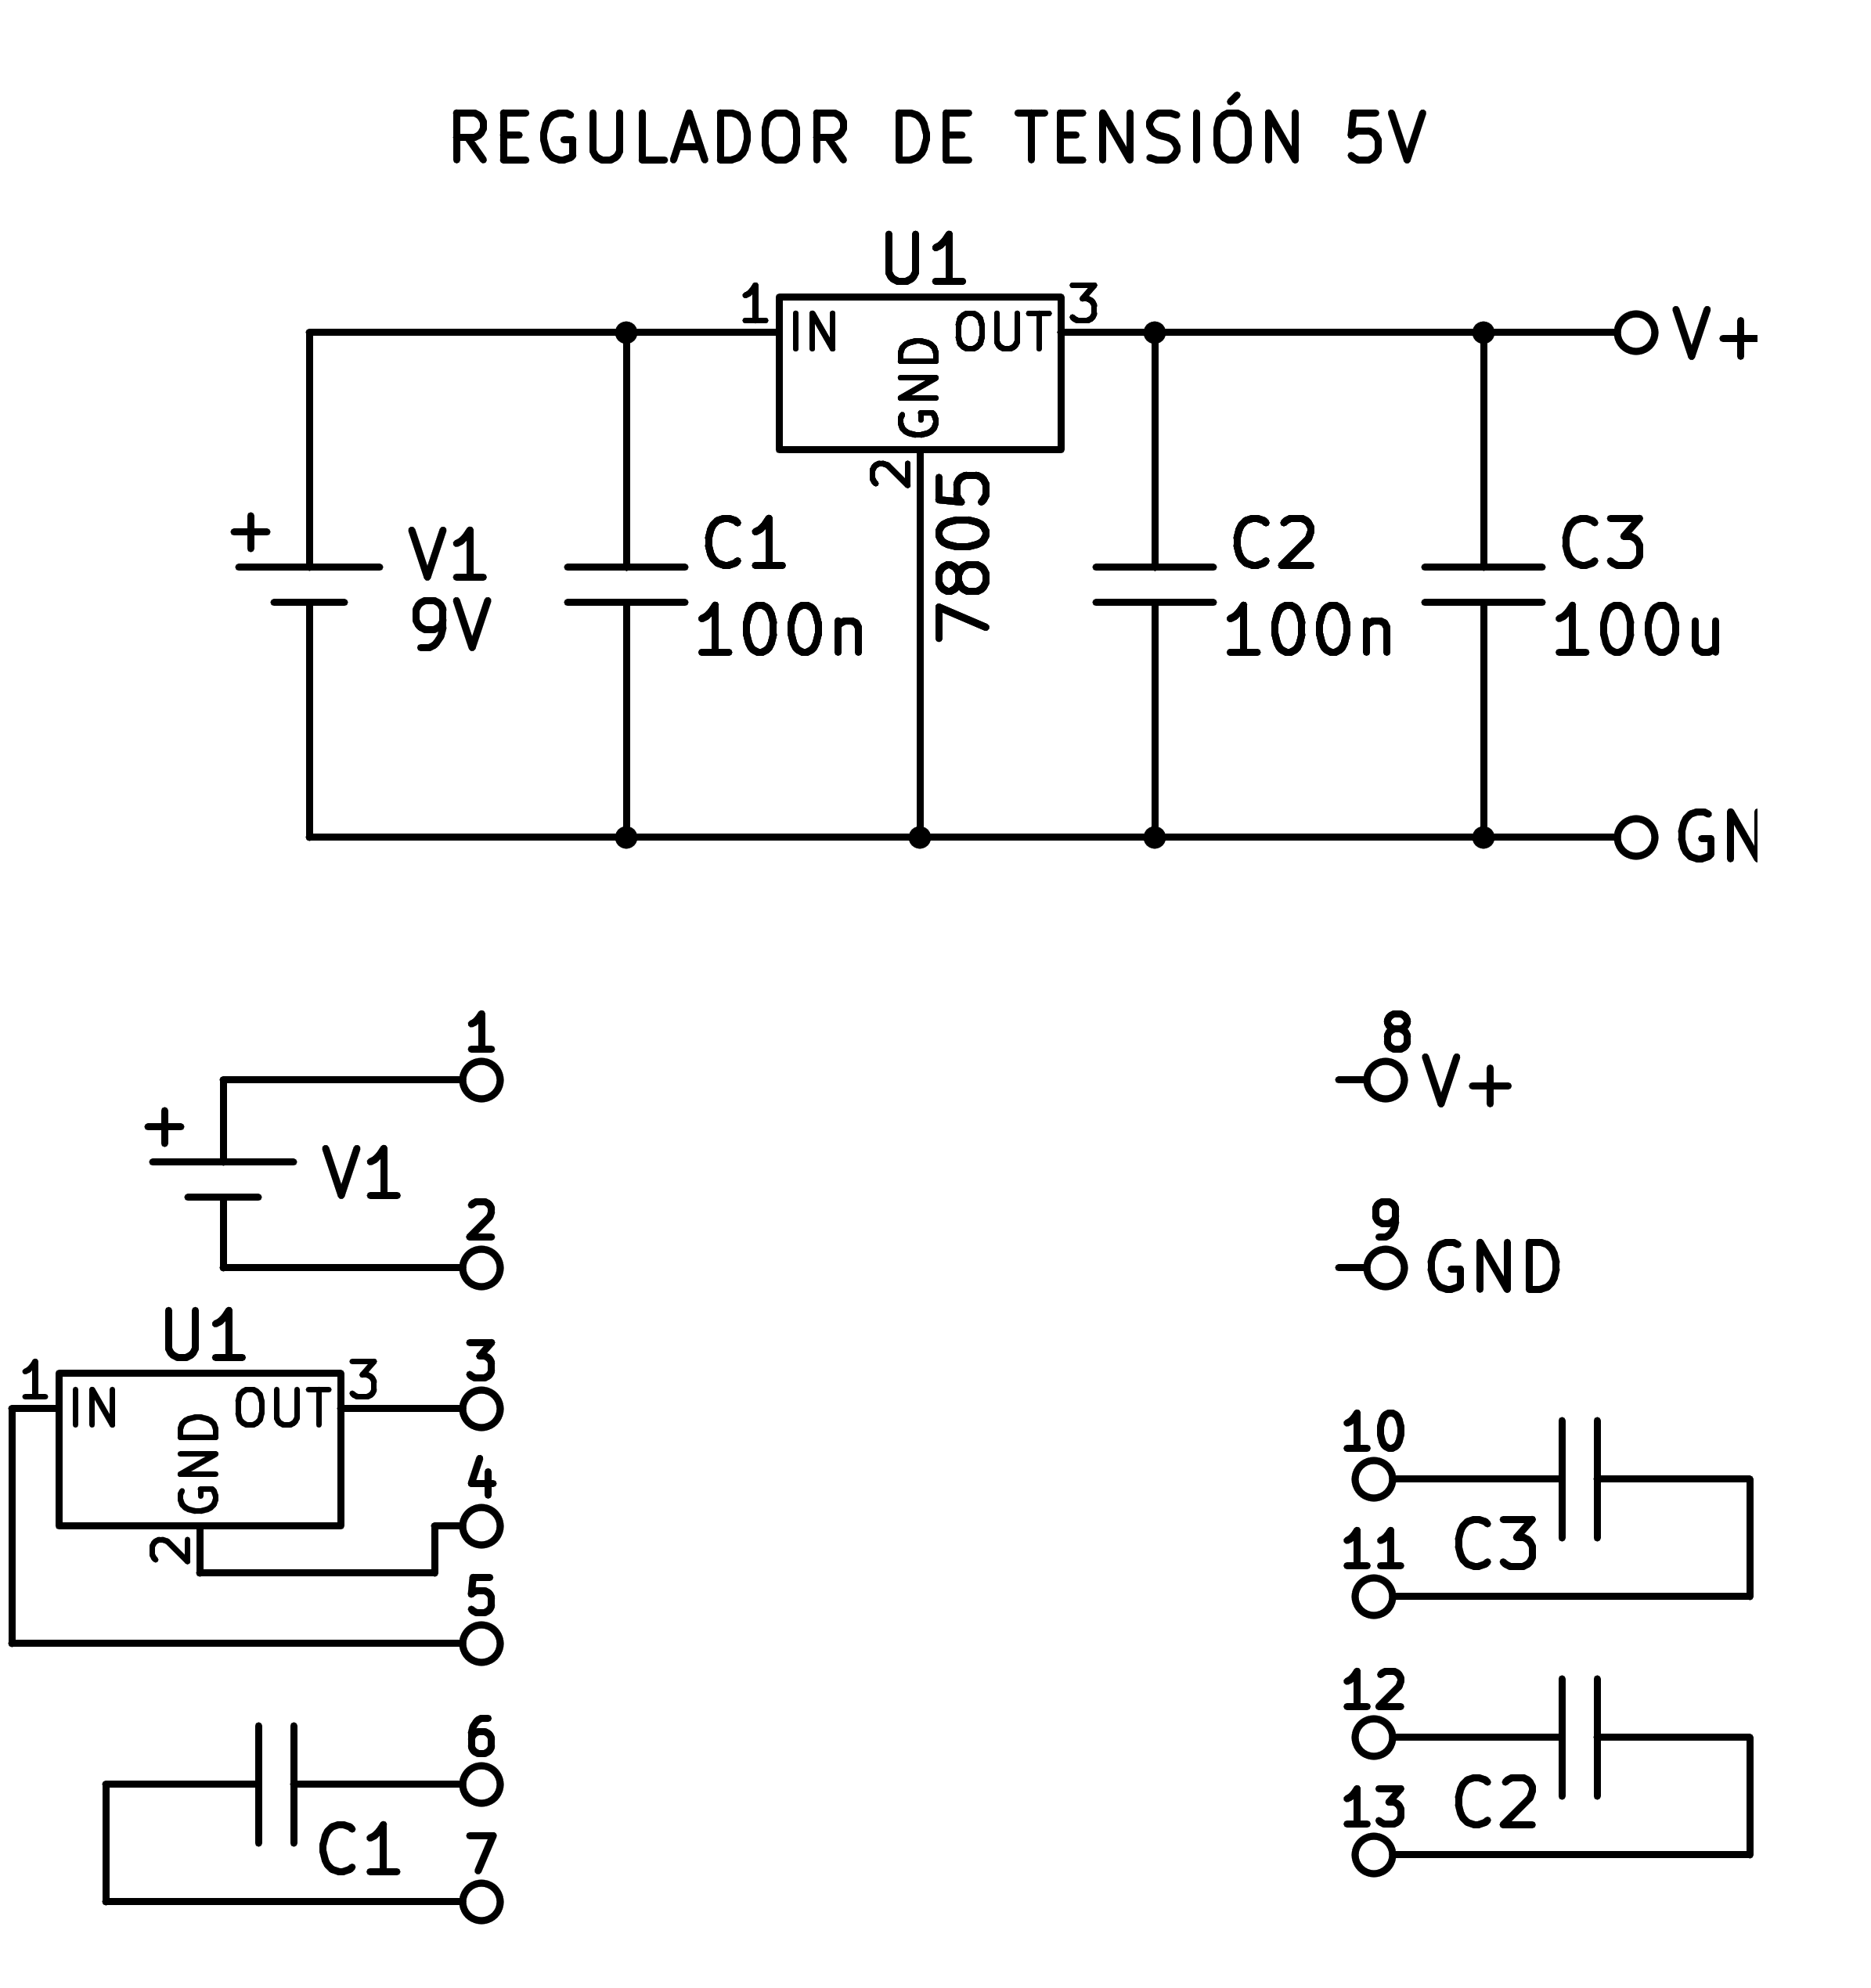 REGULADOR DE TENSIÓN 5V
U1
1 IN OUT 3
GND
2
7805
V+
+
V1
9V
C1
100n
C2
100n
C3
100u
GN
1
+
V1
2
U1
1 IN OUT 3
GND
2
3
4
5
6
C1
7
8
V+
9
GND
10
C3
11
12
C2
13